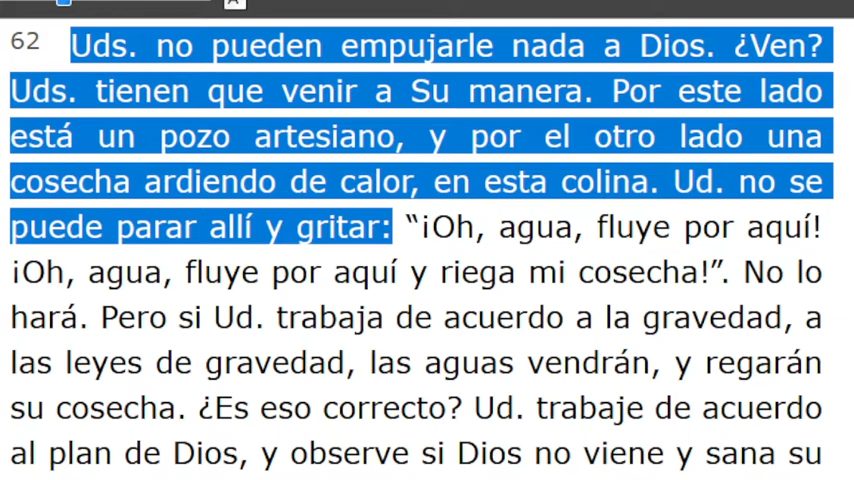 62 Uds. no pueden empujarle nada a Dios. ¿Ven?
Uds. tienen que venir a Su manera. Por este lado
está un pozo artesiano, y por el otro lado una
cosecha ardiendo de calor, en esta colina. Ud. no se
puede parar allí y gritar: “¡Oh, agua, fluye por aquí!
¡Oh, agua, fluye por aquí y riega mi cosecha!”. No lo
hará. Pero si Ud. trabaja de acuerdo a la gravedad, a
las leyes de gravedad, las aguas vendrán, y regarán
su cosecha. ¿Es eso correcto? Ud. trabaje de acuerdo
al plan de Dios, y observe si Dios no viene y sana su